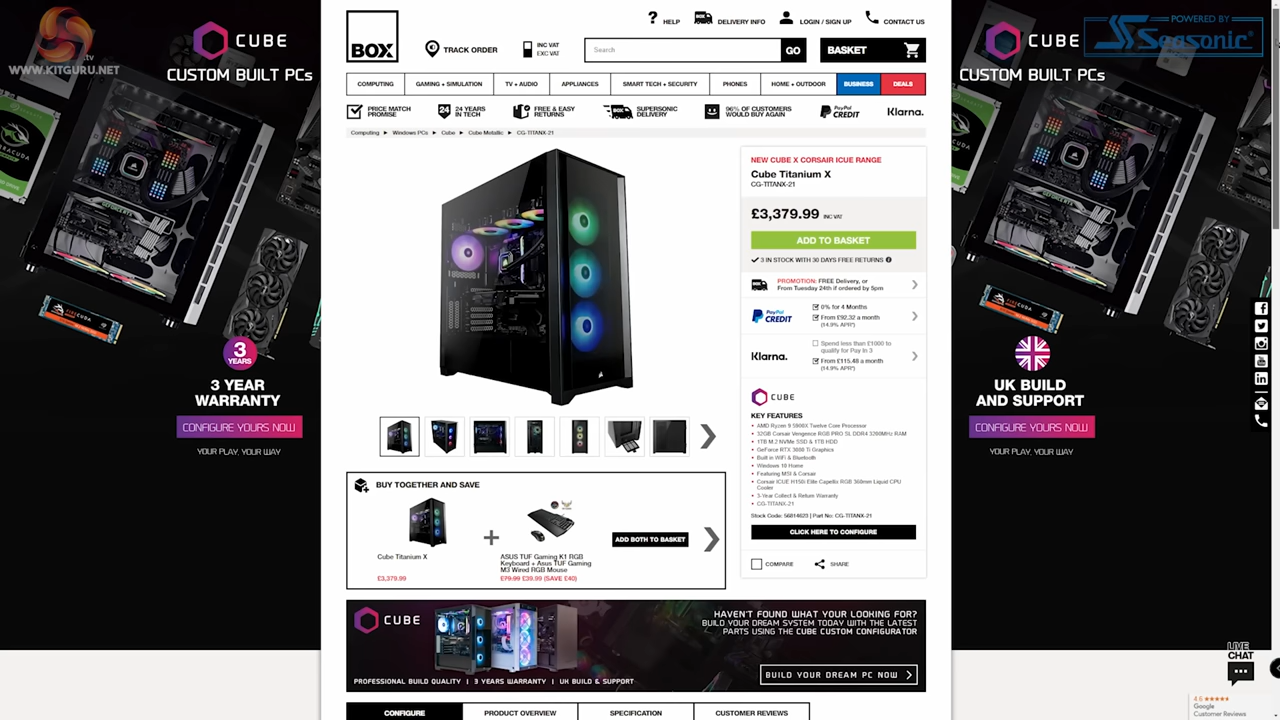 WWW.KITGURU.NET
CUBE
CUSTOM BUILT PCs
3
YEARS
3 YEAR
WARRANTY
CONFIGURE YOURS NOW
YOUR PLAY, YOUR WAY
BOX
TRACK ORDER
INC VAT
EXC VAT
HELP
DELIVERY INFO
LOGIN / SIGN UP
CONTACT US
Search
GO
BASKET
COMPUTING
GAMING + SIMULATION
TV + AUDIO
APPLIANCES
SMART TECH + SECURITY
PHONES
HOME + OUTDOOR
BUSINESS
DEALS
PRICE MATCH
PROMISE
24
24 YEARS
IN TECH
FREE & EASY
RETURNS
SUPERSONIC
DELIVERY
96% OF CUSTOMERS
WOULD BUY AGAIN
PayPal
CREDIT
Klarna.
Computing ► Windows PCs ► Cube ► Cube Metallic ► CG-TITANX-21
NEW CUBE X CORSAIR ICUE RANGE
Cube Titanium X
CG-TITANX-21
£3,379.99 INC VAT
ADD TO BASKET
3 IN STOCK WITH 30 DAYS FREE RETURNS
PROMOTION: FREE Delivery, or
From Tuesday 24th if ordered by 5pm
PayPal
CREDIT
0% for 4 Months
From £92.32 a month
(14.9% APR*)
Klarna.
Spend less than £1000 to
qualify for Pay in 3
From £115.48 a month
(14.9% APR*)
CUBE
KEY FEATURES
AMD Ryzen 9 5900X Twelve Core Processor
32GB Corsair Vengence RGB PRO SL DDR4 3200MHz RAM
1TB M.2 NVMe SSD & 1TB HDD
GeForce RTX 3080 Ti Graphics
Built in WiFi & Bluetooth
Windows 10 Home
Featuring MSI & Corsair
Corsair iCUE H150i Elite Capellix RGB 360mm Liquid CPU
Cooler
3-Year Collect & Return Warranty
CG-TITANX-21
Stock Code: 56814023 | Part No: CG-TITANX-21
CLICK HERE TO CONFIGURE
COMPARE
SHARE
BUY TOGETHER AND SAVE
Cube Titanium X
£3,379.99
+
ASUS TUF Gaming K1 RGB
Keyboard + Asus TUF Gaming
M3 Wired RGB Mouse
£79.99 £39.99 (SAVE £40)
ADD BOTH TO BASKET
CUBE
PROFESSIONAL BUILD QUALITY | 3 YEARS WARRANTY | UK BUILD & SUPPORT
HAVEN'T FOUND WHAT YOUR LOOKING FOR?
BUILD YOUR DREAM SYSTEM TODAY WITH THE LATEST
PARTS USING THE CUBE CUSTOM CONFIGURATOR
BUILD YOUR DREAM PC NOW
CONFIGURE
PRODUCT OVERVIEW
SPECIFICATION
CUSTOMER REVIEWS
CUBE
CUSTOM BUILT PCs
POWERED BY
Seasonic
UK BUILD
AND SUPPORT
CONFIGURE YOURS NOW
YOUR PLAY, YOUR WAY
LIVE
CHAT
4.6
Google
Customer Reviews